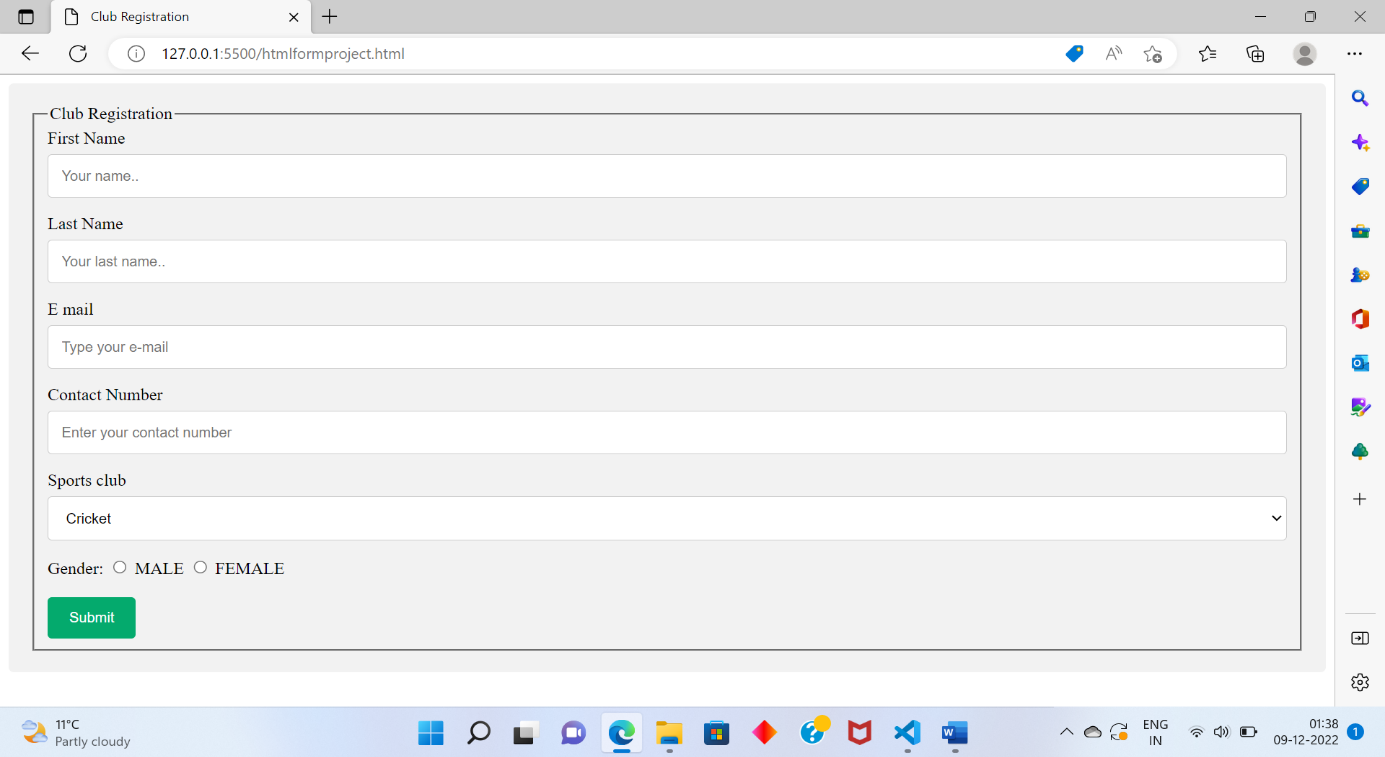 Club Registration
127.0.0.1:5500/htmlformproject.html
Club Registration
First Name
Your name..
Last Name
Your last name..
E mail
Type your e-mail
Contact Number
Enter your contact number
Sports club
Cricket
Gender: MALE FEMALE
Submit
11°C
Partly cloudy
ENG
IN
01:38
09-12-2022
1